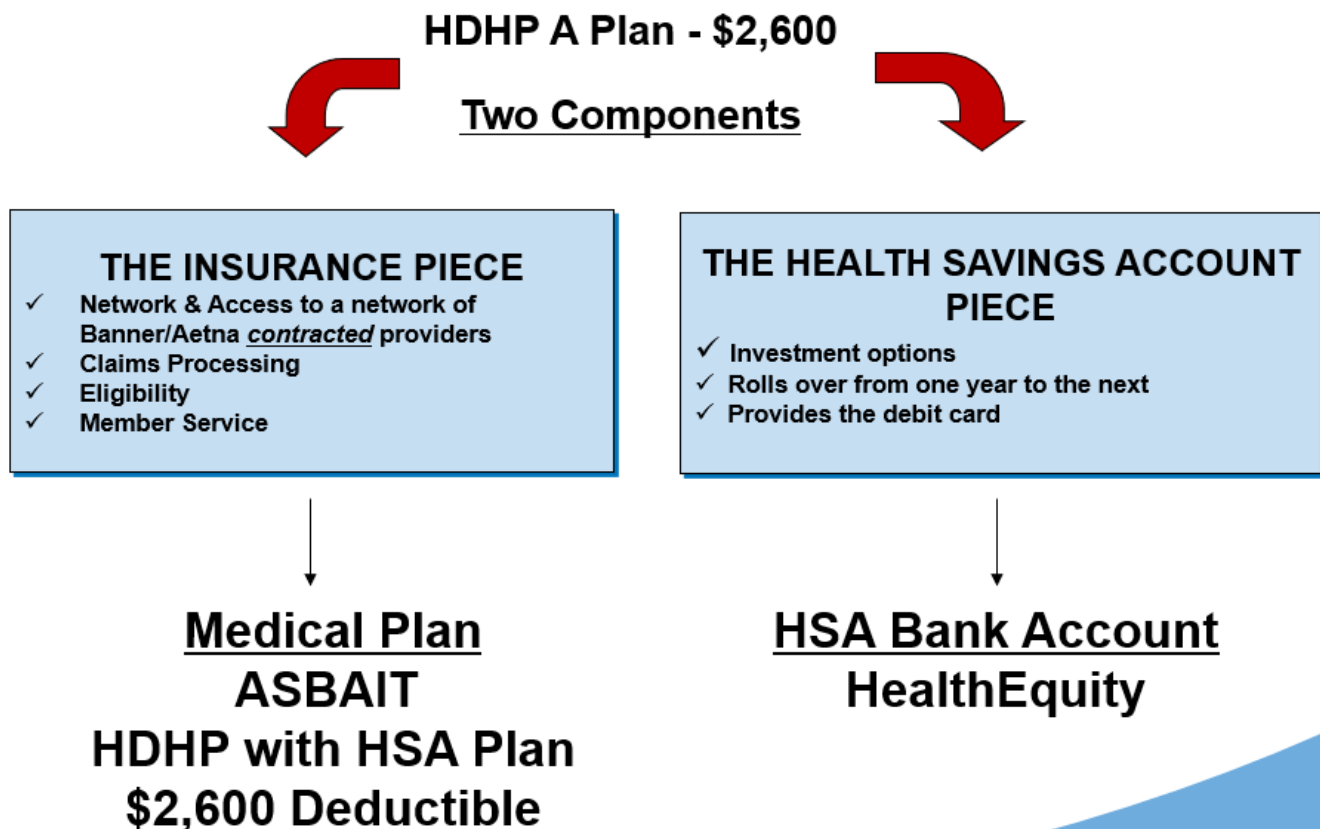 HDHP A Plan - $2,600
Two Components
THE INSURANCE PIECE
✓ Network & Access to a network of
Banner/Aetna contracted providers
✓ Claims Processing
✓ Eligibility
✓ Member Service
THE HEALTH SAVINGS ACCOUNT
PIECE
✓ Investment options
✓ Rolls over from one year to the next
✓ Provides the debit card
Medical Plan
ASBAIT
HDHP with HSA Plan
$2,600 Deductible
HSA Bank Account
HealthEquity